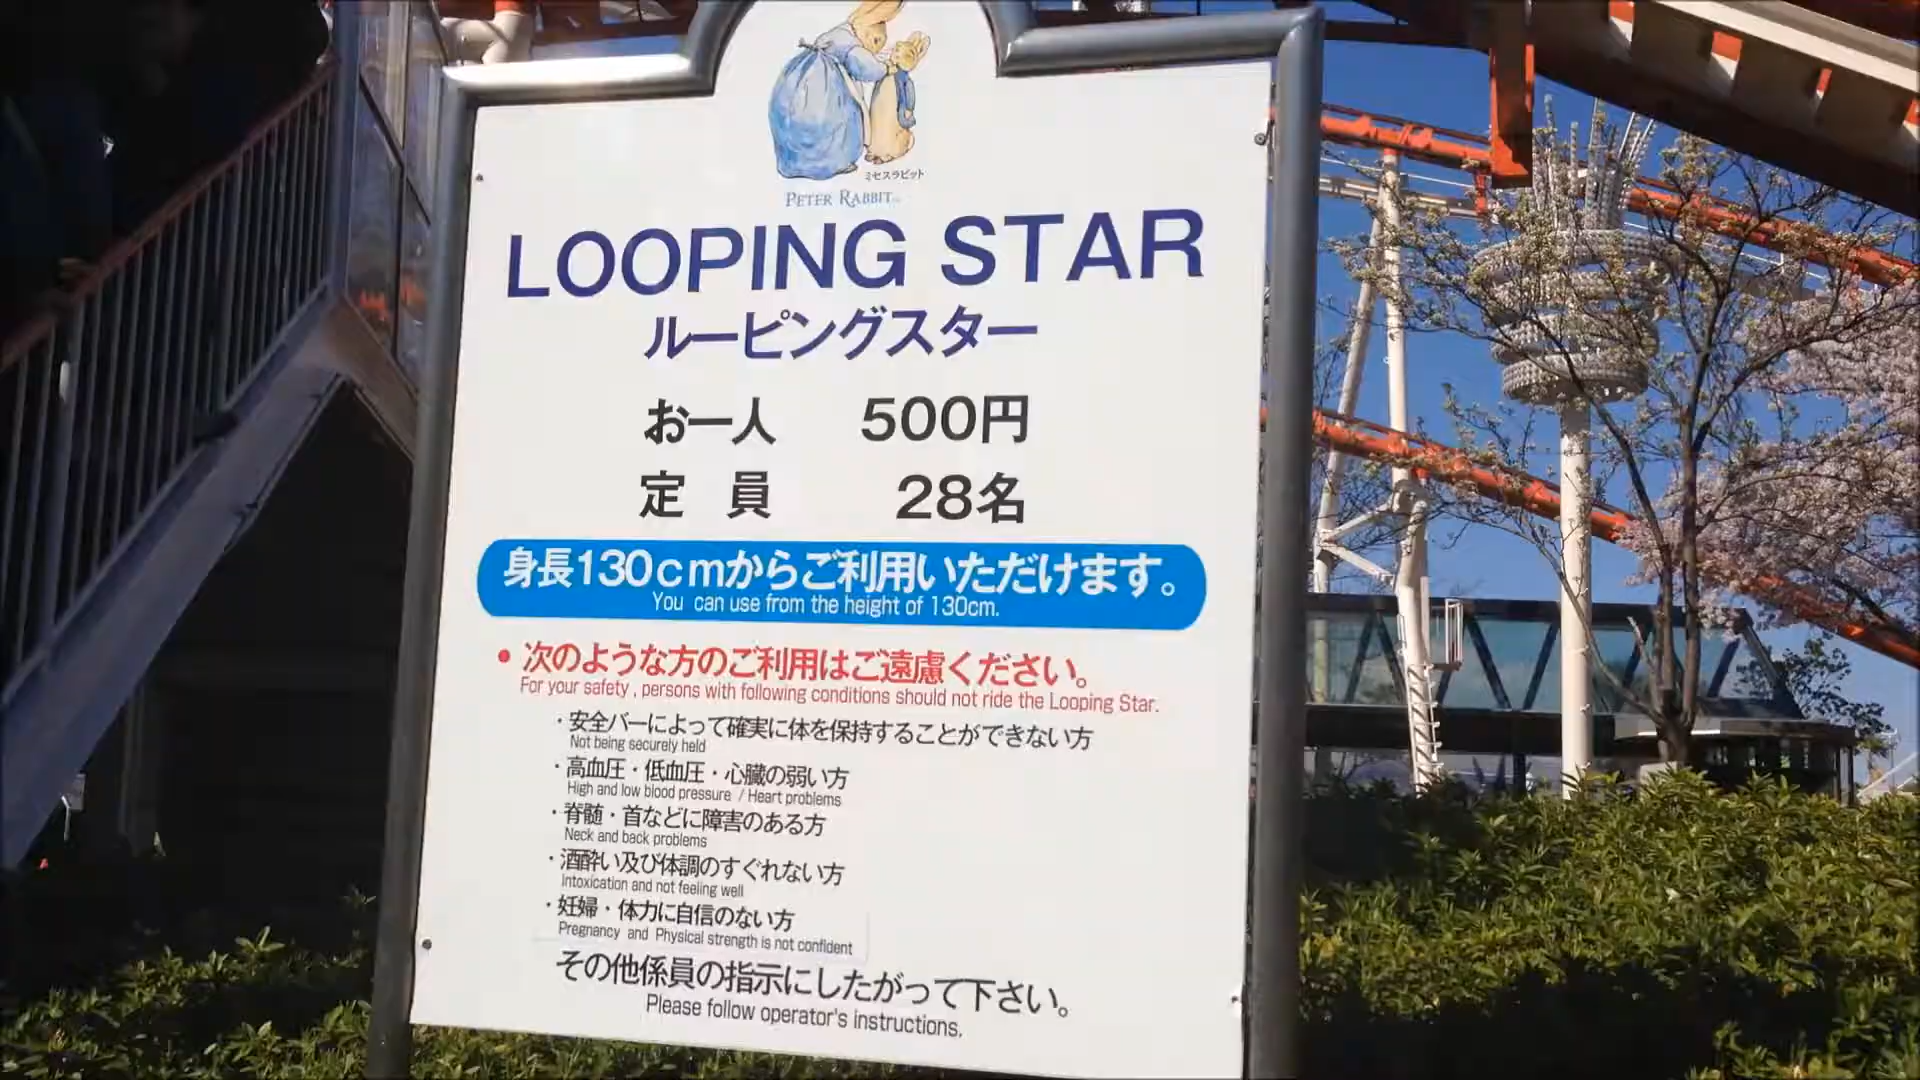 ミセスラビット
PETER RABBIT™
LOOPING STAR
ルーピングスター
お一人 500円
定 員 28名
身長130cmからご利用いただけます。
You can use from the height of 130cm.
• 次のような方のご利用はご遠慮ください。
For your safety , persons with following conditions should not ride the Looping Star.
・安全バーによって確実に体を保持することができない方
Not being securely held
・高血圧・低血圧・心臓の弱い方
High and low blood pressure / Heart problems
・脊髄・首などに障害のある方
Neck and back problems
・酒酔い及び体調のすぐれない方
Intoxication and not feeling well
・妊婦・体力に自信のない方
Pregnancy and Physical strength is not confident
その他係員の指示にしたがって下さい。
Please follow operator's instructions.